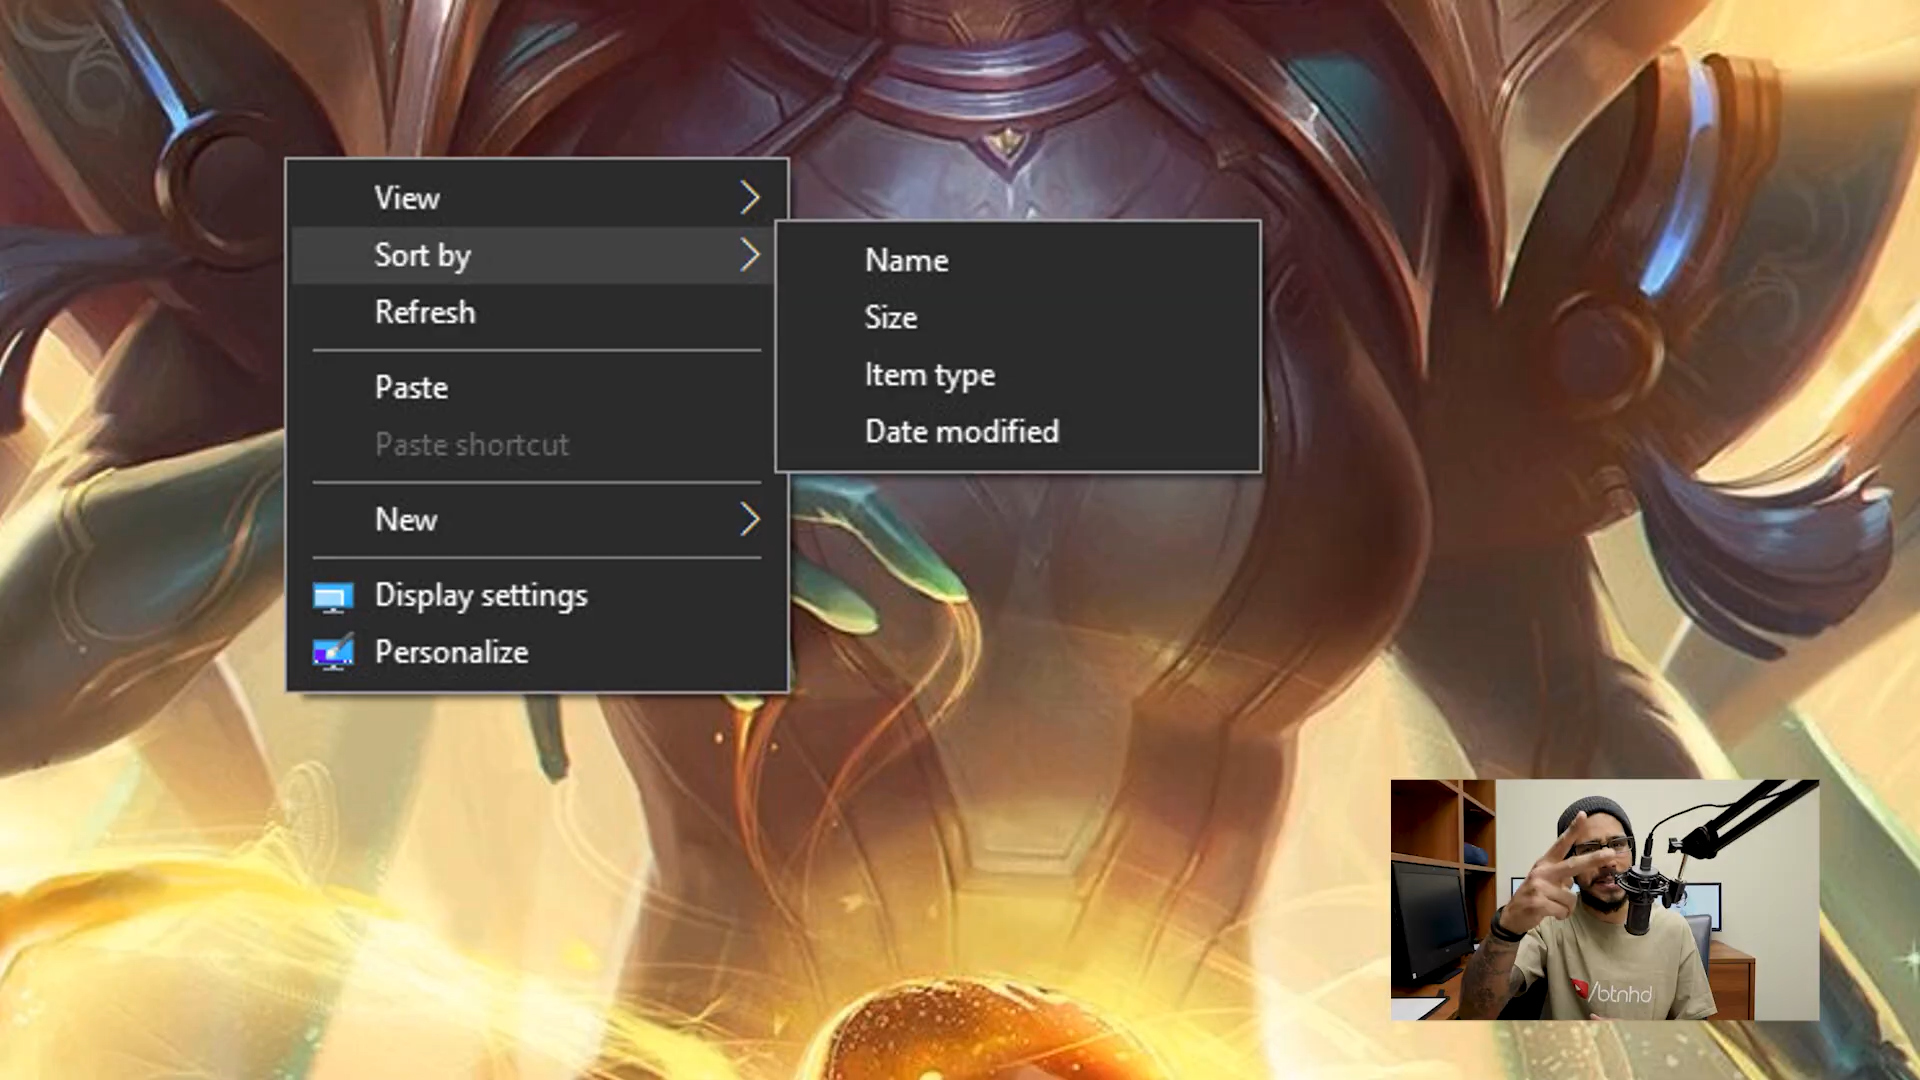 View
Sort by
Refresh
Paste
Paste shortcut
New
Display settings
Personalize
Name
Size
Item type
Date modified
/btnhd